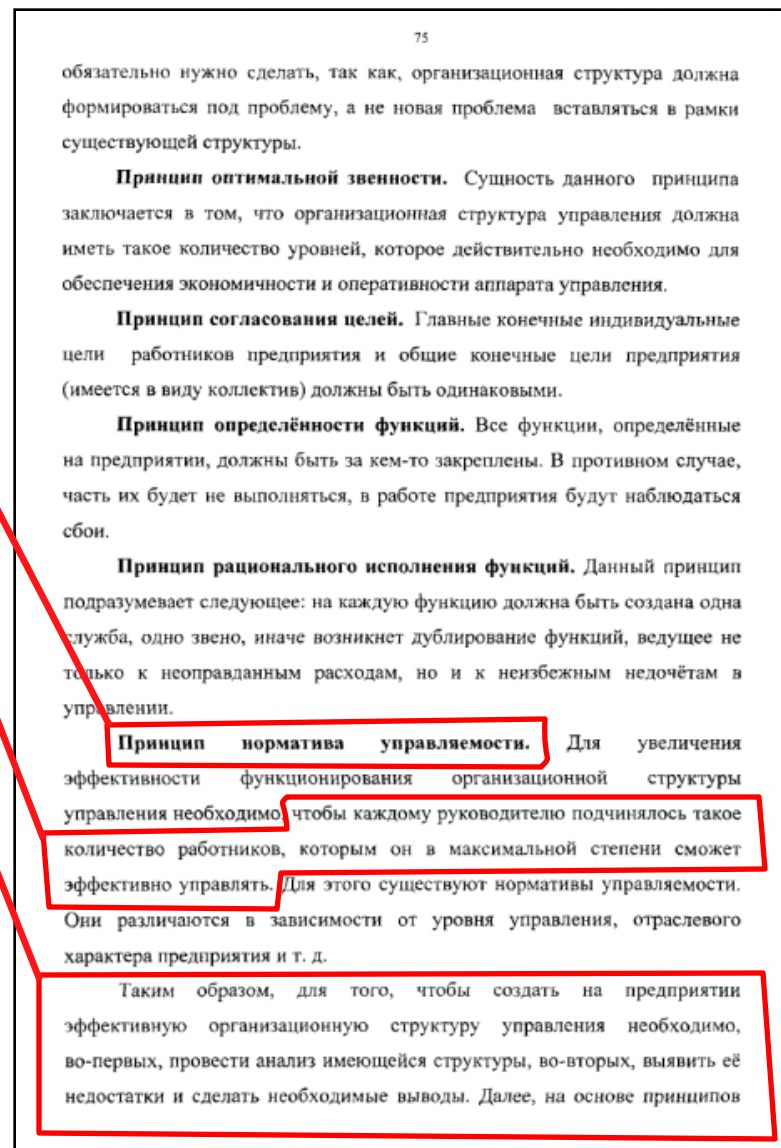 75
обязательно нужно сделать, так как, организационная структура должна
формироваться под проблему, а не новая проблема вставляться в рамки
существующей структуры.
Принцип оптимальной звенности. Сущность данного принципа
заключается в том, что организационная структура управления должна
иметь такое количество уровней, которое действительно необходимо для
обеспечения экономичности и оперативности аппарата управления.
Принцип согласования целей. Главные конечные индивидуальные
цели работников предприятия и общие конечные цели предприятия
(имеется в виду коллектив) должны быть одинаковыми.
Принцип определённости функций. Все функции, определённые
на предприятии, должны быть за кем-то закреплены. В противном случае,
часть их будет не выполняться, в работе предприятия будут наблюдаться
сбои.
Принцип рационального исполнения функций. Данный принцип
подразумевает следующее: на каждую функцию должна быть создана одна
служба, одно звено, иначе возникнет дублирование функций, ведущее не
только к неоправданным расходам, но и к неизбежным недочётам в
управлении.
Принцип норматива управляемости. Для увеличения
эффективности функционирования организационной структуры
управления необходимо, чтобы каждому руководителю подчинялось такое
количество работников, которым он в максимальной степени сможет
эффективно управлять. Для этого существуют нормативы управляемости.
Они различаются в зависимости от уровня управления, отраслевого
характера предприятия и т. д.
Таким образом, для того, чтобы создать на предприятии
эффективную организационную структуру управления необходимо,
во-первых, провести анализ имеющейся структуры, во-вторых, выявить её
недостатки и сделать необходимые выводы. Далее, на основе принципов